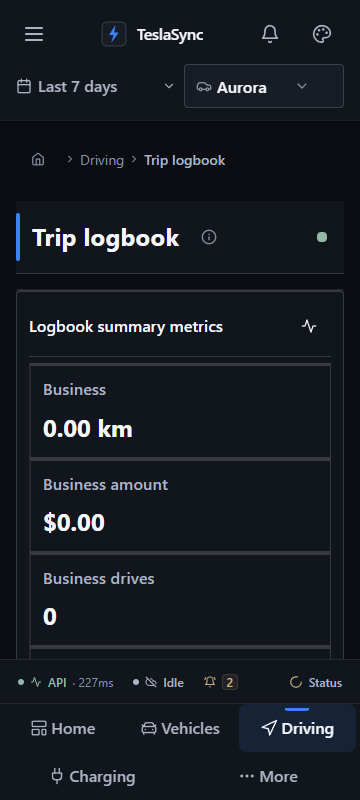 TeslaSync
Last 7 days
Aurora
Driving
Trip logbook
Trip logbook
Logbook summary metrics
Business
0.00 km
Business amount
$0.00
Business drives
0
API · 227ms
Idle
2
Status
Home
Vehicles
Driving
Charging
More